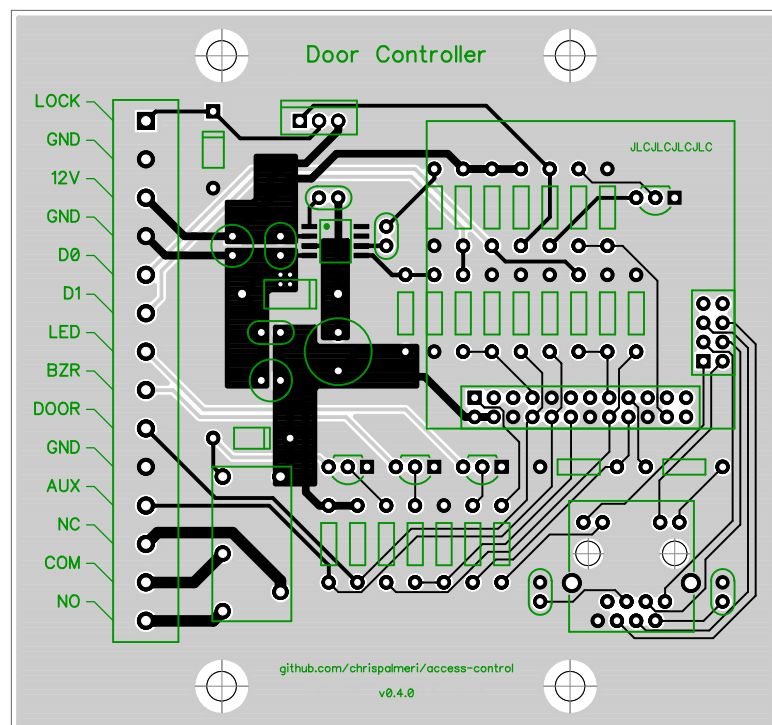 Door Controller
LOCK
GND
12V
GND
D0
D1
LED
BZR
DOOR
GND
AUX
NC
COM
NO
JLCJLCJLCJLC
github.com/chrispalmeri/access-control
v0.4.0